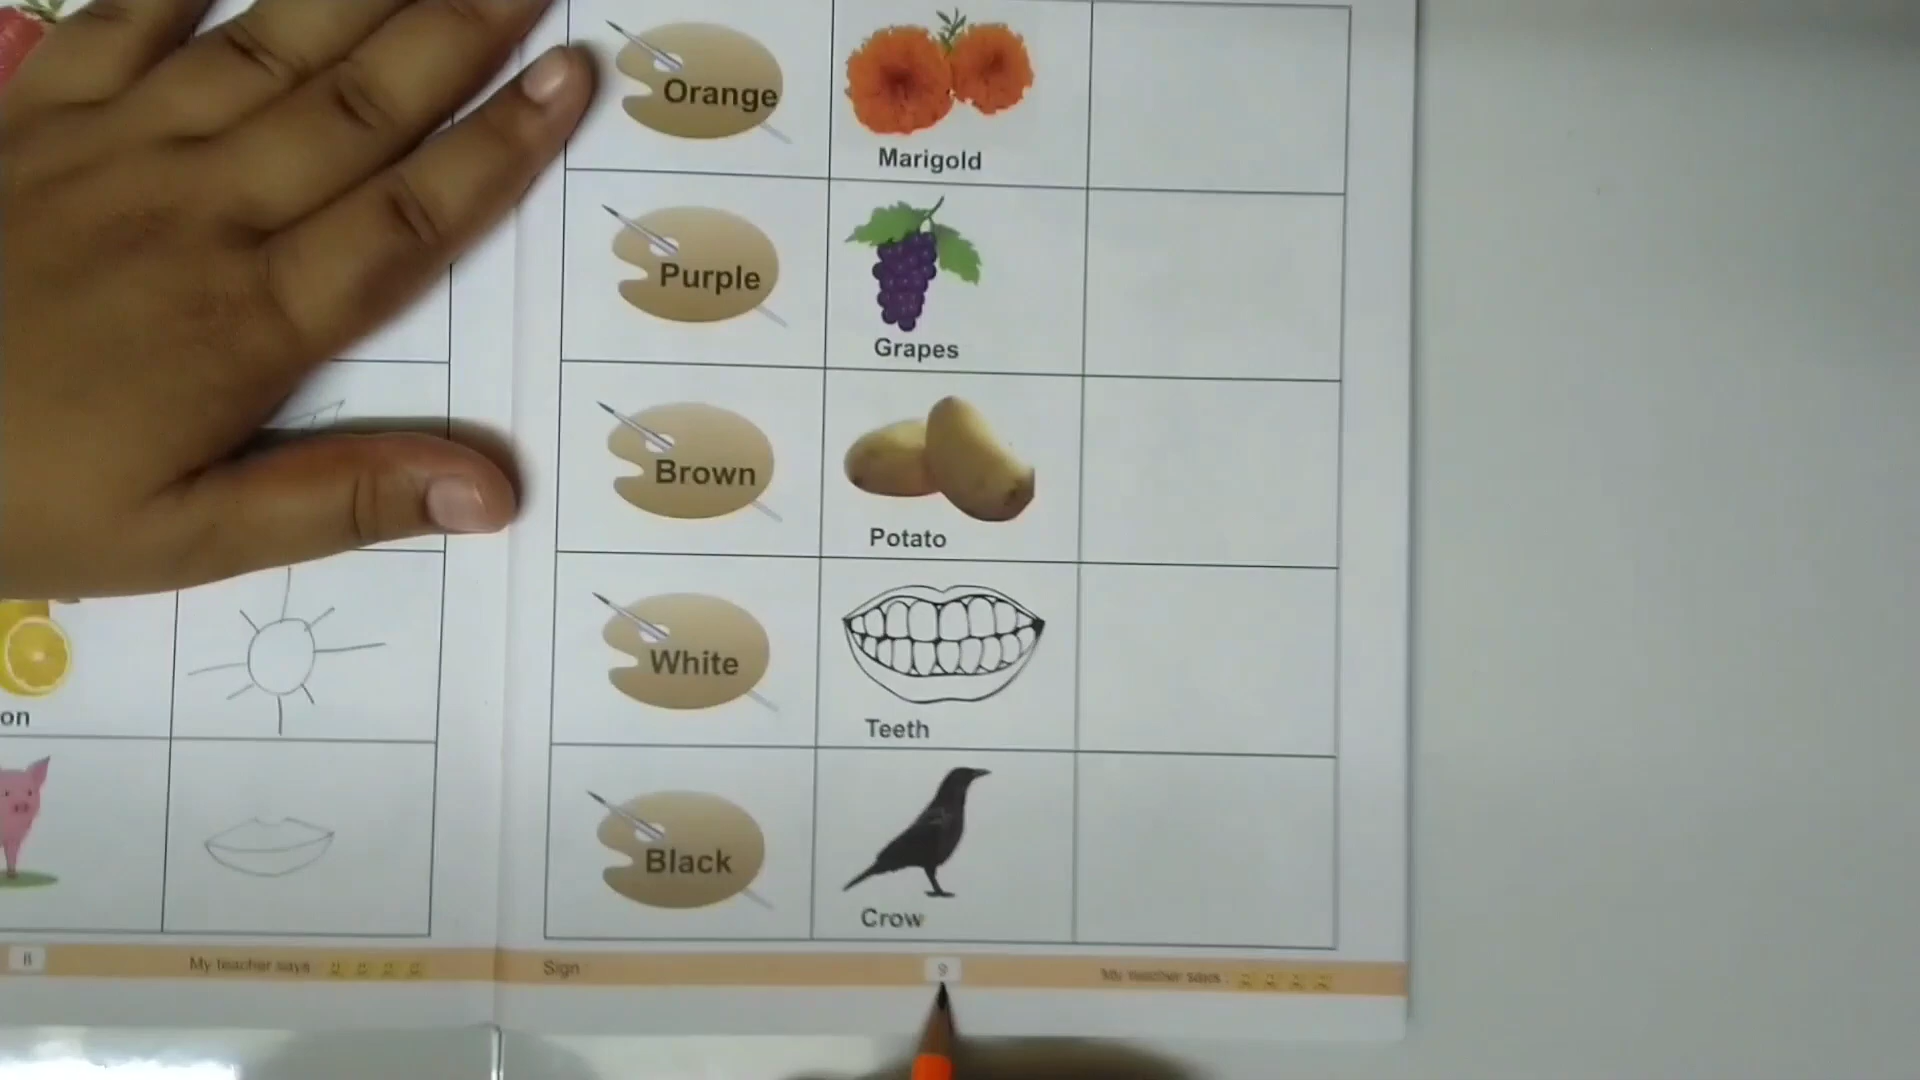 Orange
Marigold
Purple
Grapes
Brown
Potato
on
White
Teeth
Black
Crow
8
My teacher says
Sign
9
My teacher says :